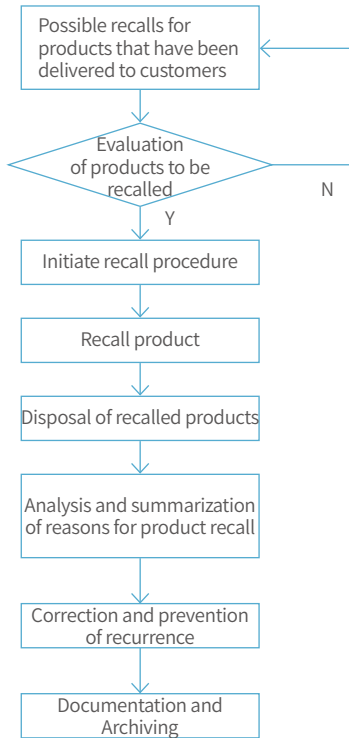 Possible recalls for
products that have been
delivered to customers
Evaluation
of products to be
recalled
N
Y
Initiate recall procedure
Recall product
Disposal of recalled products
Analysis and summarization
of reasons for product recall
Correction and prevention
of recurrence
Documentation and
Archiving